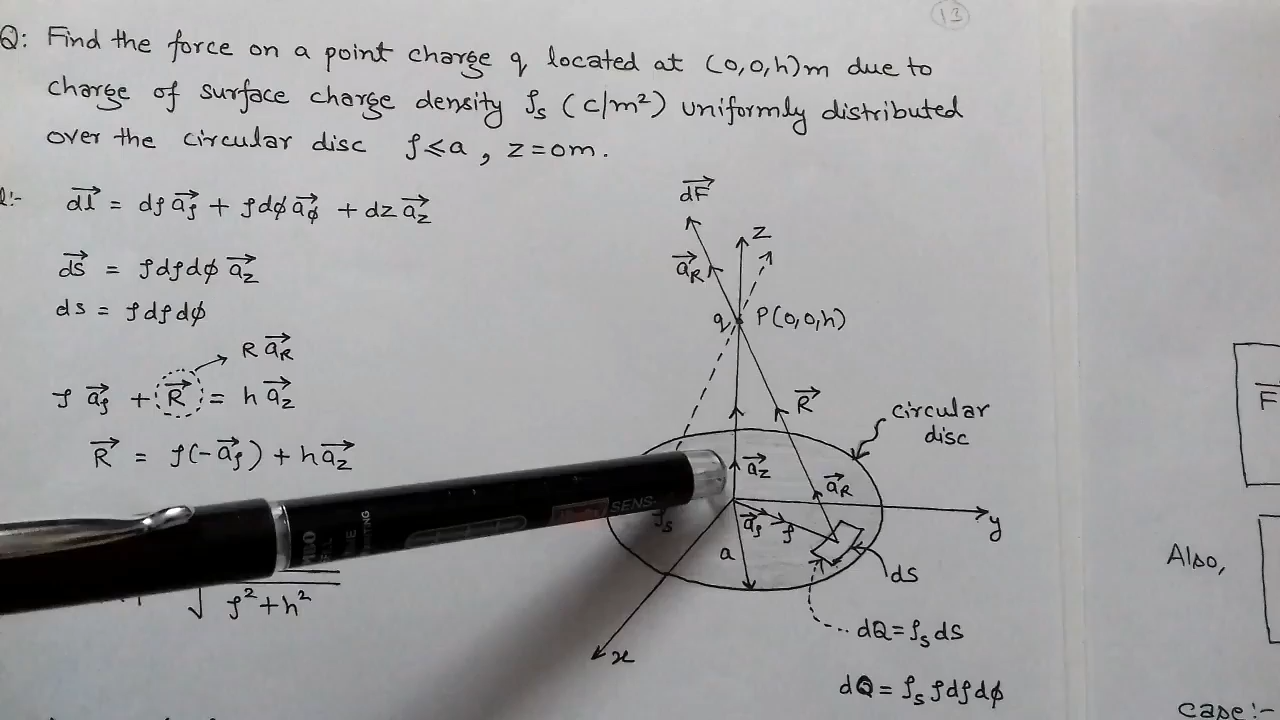 13
Q: Find the force on a point charge q located at (0,0,h)m due to
charge of surface charge density ρs (c/m²) uniformly distributed
over the circular disc ρ≤a, z=0m.
→dl = dρ →aρ + ρdφ →aφ + dz →az
→ds = ρdρdφ →az
ds = ρdρdφ
R →aR
ρ →aρ + →R = h →az
→R = ρ(-→aρ) + h →az
√ρ²+h²
→dF
z
→aR
q P(0,0,h)
→R
circular
disc
→az
→aR
ρs
→aρ ρ
y
a
ds
x
dQ = ρs ds
dQ = ρs ρdρdφ
SENS
→F
Also,
case:-